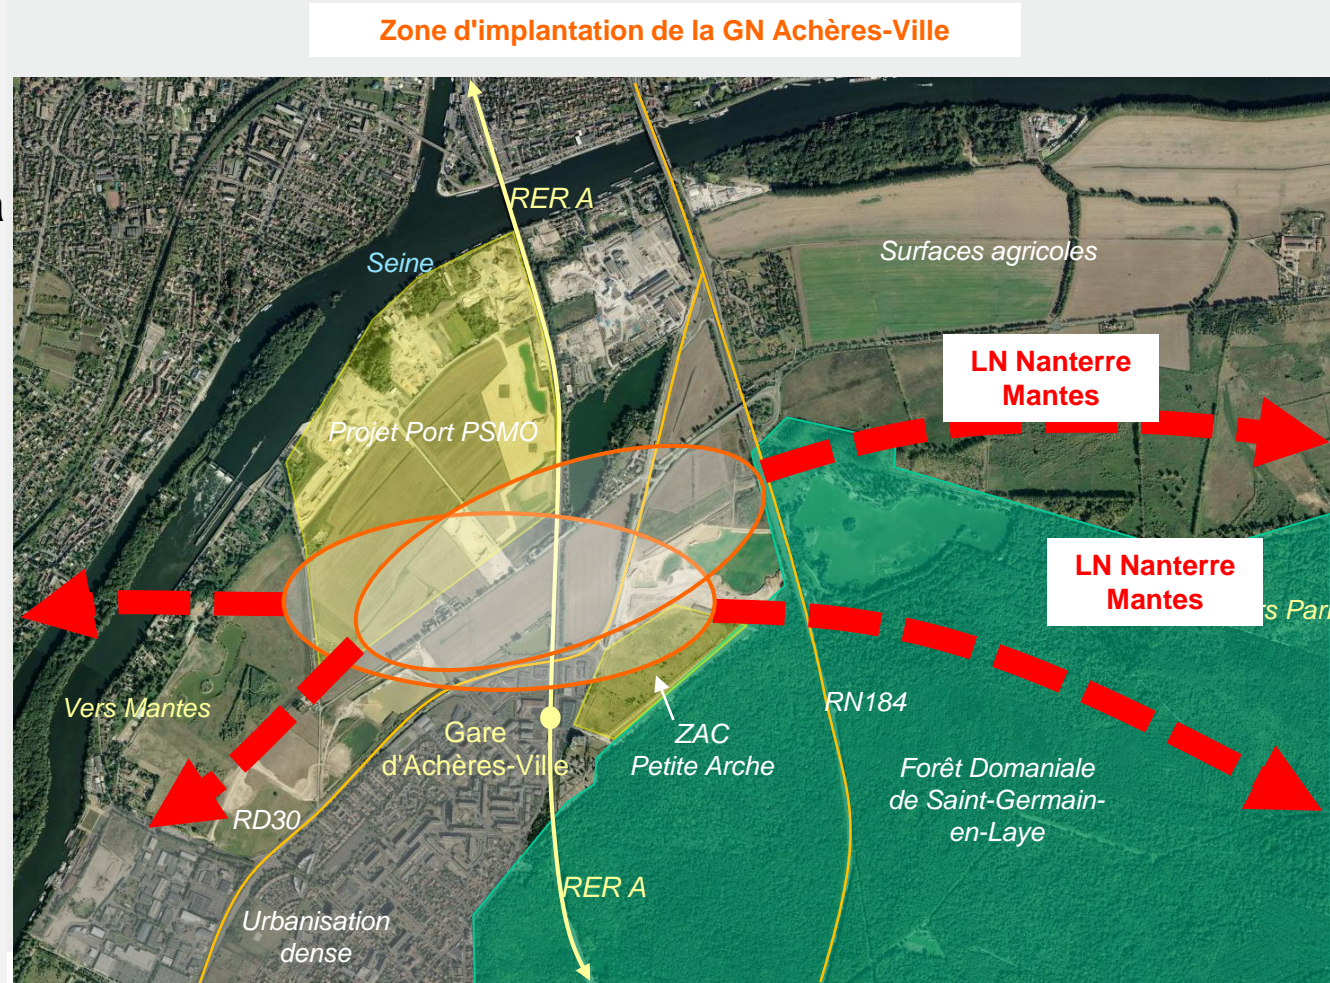 Zone d'implantation de la GN Achères-Ville
RER A
Seine
Surfaces agricoles
LN Nanterre
Mantes
Projet Port PSMO
LN Nanterre
Mantes
Vers Mantes
Gare
d'Achères-Ville
ZAC
Petite Arche
RN184
Forêt Domaniale
de Saint-Germain-
en-Laye
RD30
RER A
Urbanisation
dense